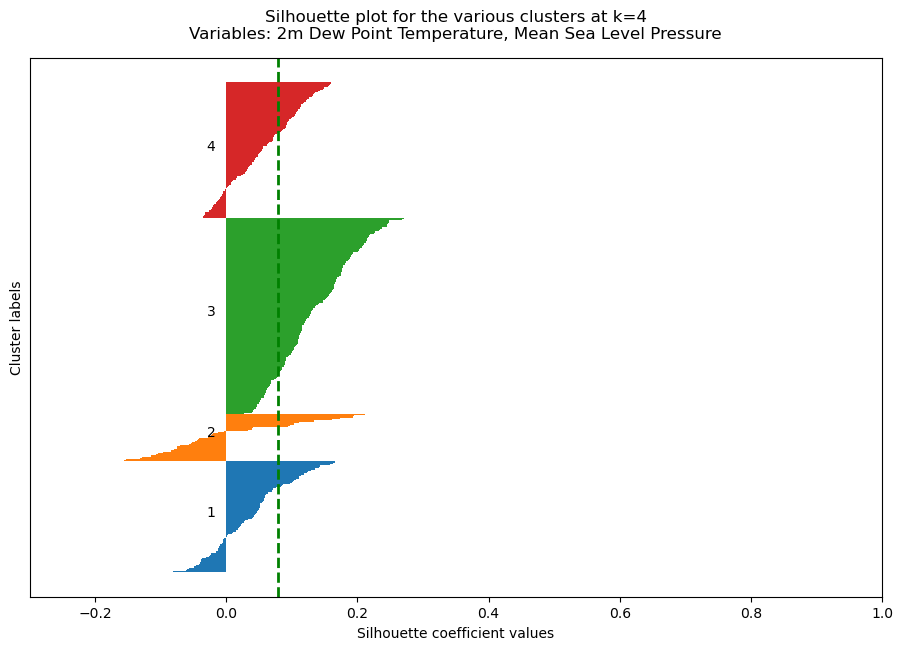 Silhouette plot for the various clusters at k=4
Variables: 2m Dew Point Temperature, Mean Sea Level Pressure
Cluster labels
4
3
2
1
−0.2
0.0
0.2
0.4
0.6
0.8
1.0
Silhouette coefficient values